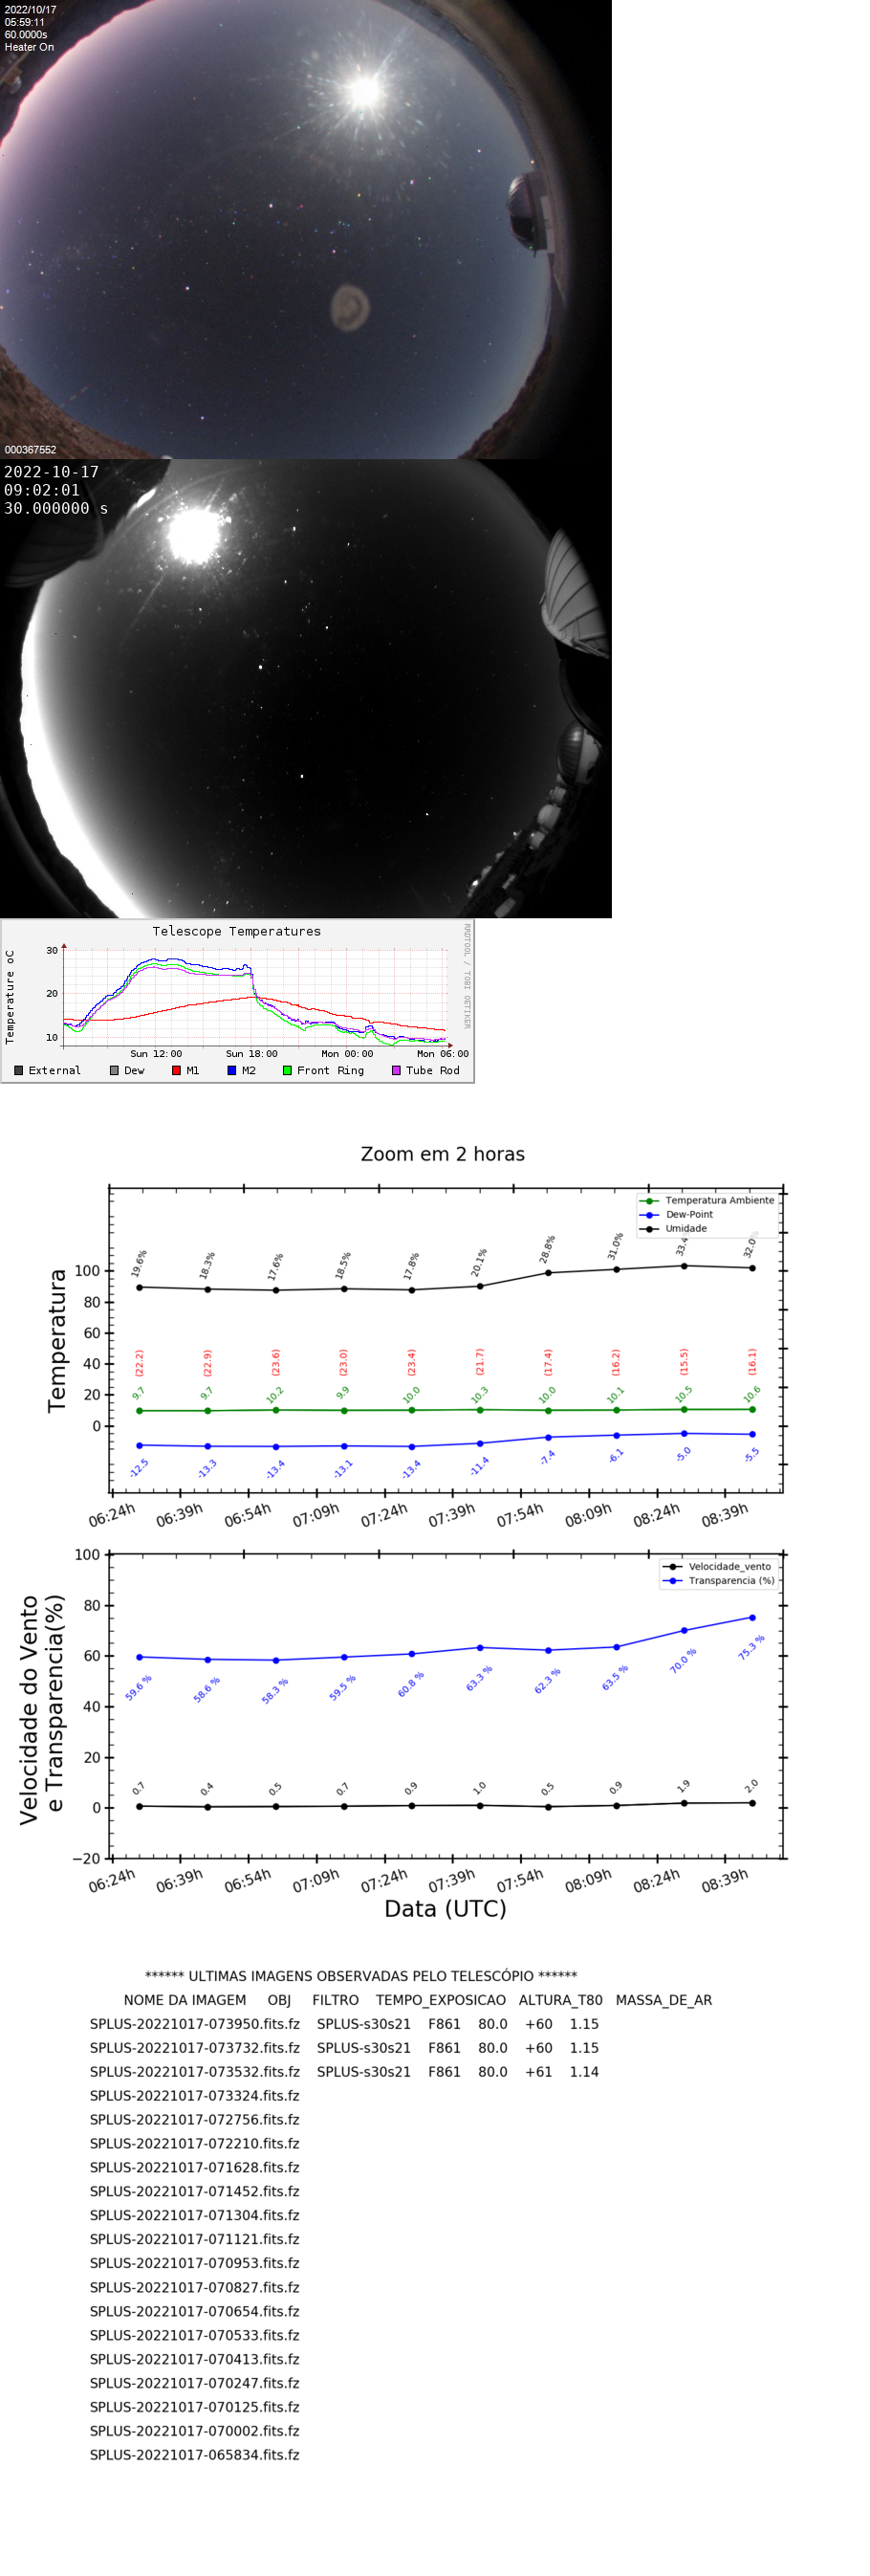 2022/10/17
05:59:11
60.0000s
Heater On
000367552
2022-10-17
09:02:01
30.000000 s
Telescope Temperatures
RRDTOOL / TOBI OETIKER
Temperature oC
30
20
10
Sun 12:00 Sun 18:00 Mon 00:00 Mon 06:00
External Dew M1 M2 Front Ring Tube Rod
Zoom em 2 horas
Temperatura Ambiente
Dew-Point
Umidade
Temperatura
100
80
60
40
20
0
19.6% 18.3% 17.6% 18.5% 17.8% 20.1% 28.8% 31.0% 33.4 32.0%
(22.2) (22.9) (23.6) (23.0) (23.4) (21.7) (17.4) (16.2) (15.5) (16.1)
9.7 9.7 10.2 9.9 10.0 10.3 10.0 10.1 10.5 10.6
-12.5 -13.3 -13.4 -13.1 -13.4 -11.4 -7.4 -6.1 -5.0 -5.5
06:24h 06:39h 06:54h 07:09h 07:24h 07:39h 07:54h 08:09h 08:24h 08:39h
Velocidade_vento
Transparencia (%)
Velocidade do Vento
e Transparencia(%)
100
80
60
40
20
0
−20
59.6 % 58.6 % 58.3 % 59.5 % 60.8 % 63.3 % 62.3 % 63.5 % 70.0 % 75.3 %
0.7 0.4 0.5 0.7 0.9 1.0 0.5 0.9 1.9 2.0
06:24h 06:39h 06:54h 07:09h 07:24h 07:39h 07:54h 08:09h 08:24h 08:39h
Data (UTC)
****** ULTIMAS IMAGENS OBSERVADAS PELO TELESCÓPIO ******
NOME DA IMAGEM OBJ FILTRO TEMPO_EXPOSICAO ALTURA_T80 MASSA_DE_AR
SPLUS-20221017-073950.fits.fz SPLUS-s30s21 F861 80.0 +60 1.15
SPLUS-20221017-073732.fits.fz SPLUS-s30s21 F861 80.0 +60 1.15
SPLUS-20221017-073532.fits.fz SPLUS-s30s21 F861 80.0 +61 1.14
SPLUS-20221017-073324.fits.fz
SPLUS-20221017-072756.fits.fz
SPLUS-20221017-072210.fits.fz
SPLUS-20221017-071628.fits.fz
SPLUS-20221017-071452.fits.fz
SPLUS-20221017-071304.fits.fz
SPLUS-20221017-071121.fits.fz
SPLUS-20221017-070953.fits.fz
SPLUS-20221017-070827.fits.fz
SPLUS-20221017-070654.fits.fz
SPLUS-20221017-070533.fits.fz
SPLUS-20221017-070413.fits.fz
SPLUS-20221017-070247.fits.fz
SPLUS-20221017-070125.fits.fz
SPLUS-20221017-070002.fits.fz
SPLUS-20221017-065834.fits.fz